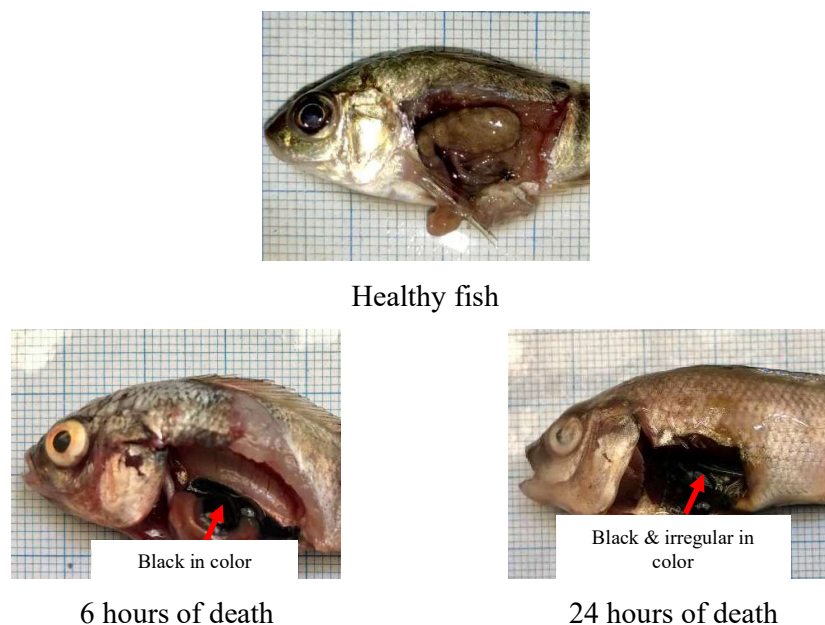 Healthy fish
Black in color
Black & irregular in
color
6 hours of death
24 hours of death